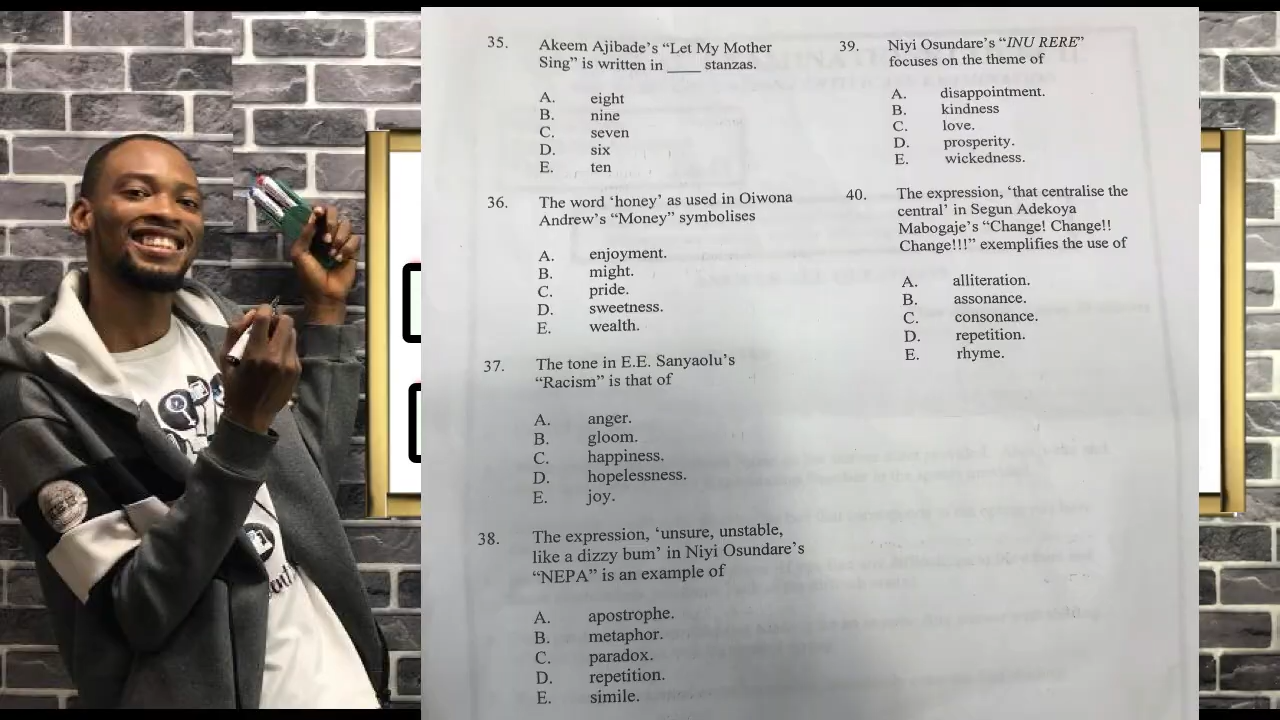 35. Akeem Ajibade's “Let My Mother
Sing” is written in ____ stanzas.
A. eight
B. nine
C. seven
D. six
E. ten
36. The word ‘honey’ as used in Oiwona
Andrew's “Money” symbolises
A. enjoyment.
B. might.
C. pride.
D. sweetness.
E. wealth.
37. The tone in E.E. Sanyaolu's
“Racism” is that of
A. anger.
B. gloom.
C. happiness.
D. hopelessness.
E. joy.
38. The expression, ‘unsure, unstable,
like a dizzy bum’ in Niyi Osundare's
“NEPA” is an example of
A. apostrophe.
B. metaphor.
C. paradox.
D. repetition.
E. simile.
39. Niyi Osundare's “INU RERE”
focuses on the theme of
A. disappointment.
B. kindness
C. love.
D. prosperity.
E. wickedness.
40. The expression, ‘that centralise the
central’ in Segun Adekoya
Mabogaje's “Change! Change!!
Change!!!” exemplifies the use of
A. alliteration.
B. assonance.
C. consonance.
D. repetition.
E. rhyme.